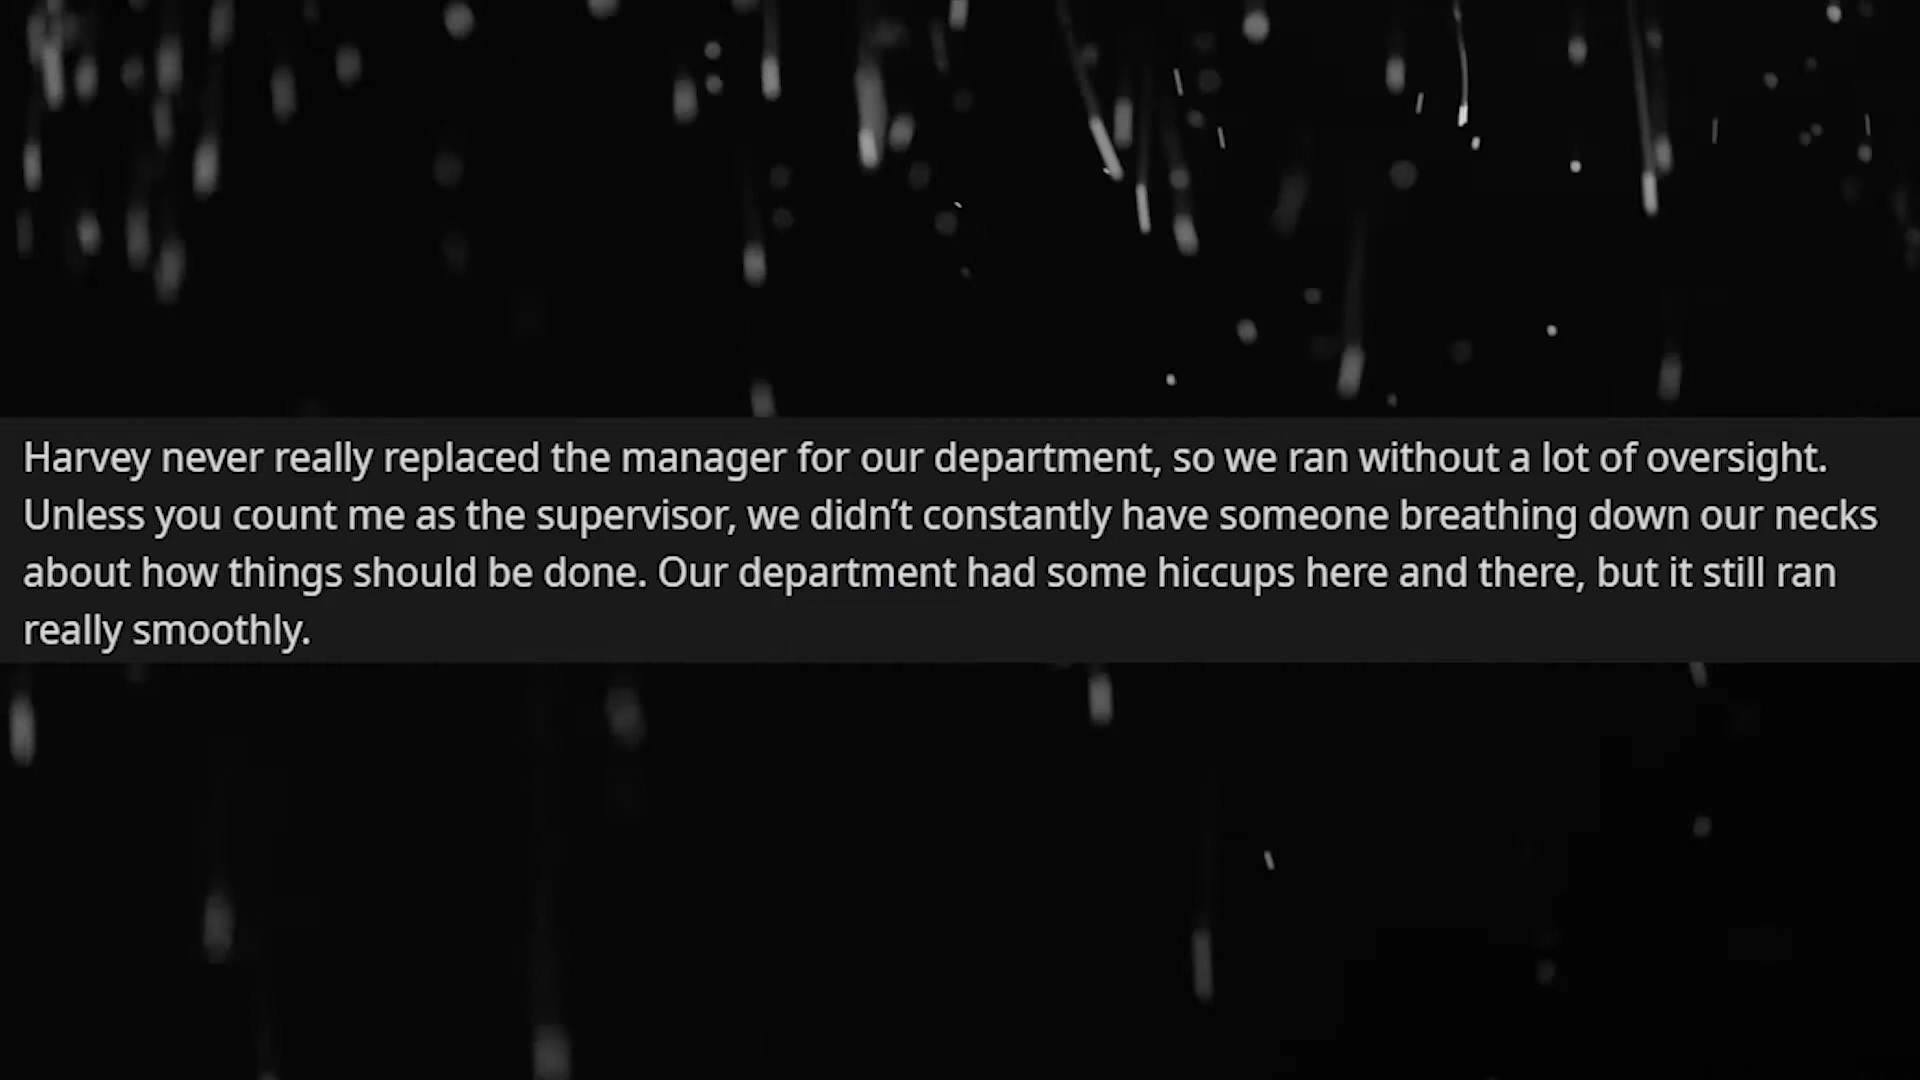 Harvey never really replaced the manager for our department, so we ran without a lot of oversight.
Unless you count me as the supervisor, we didn’t constantly have someone breathing down our necks
about how things should be done. Our department had some hiccups here and there, but it still ran
really smoothly.